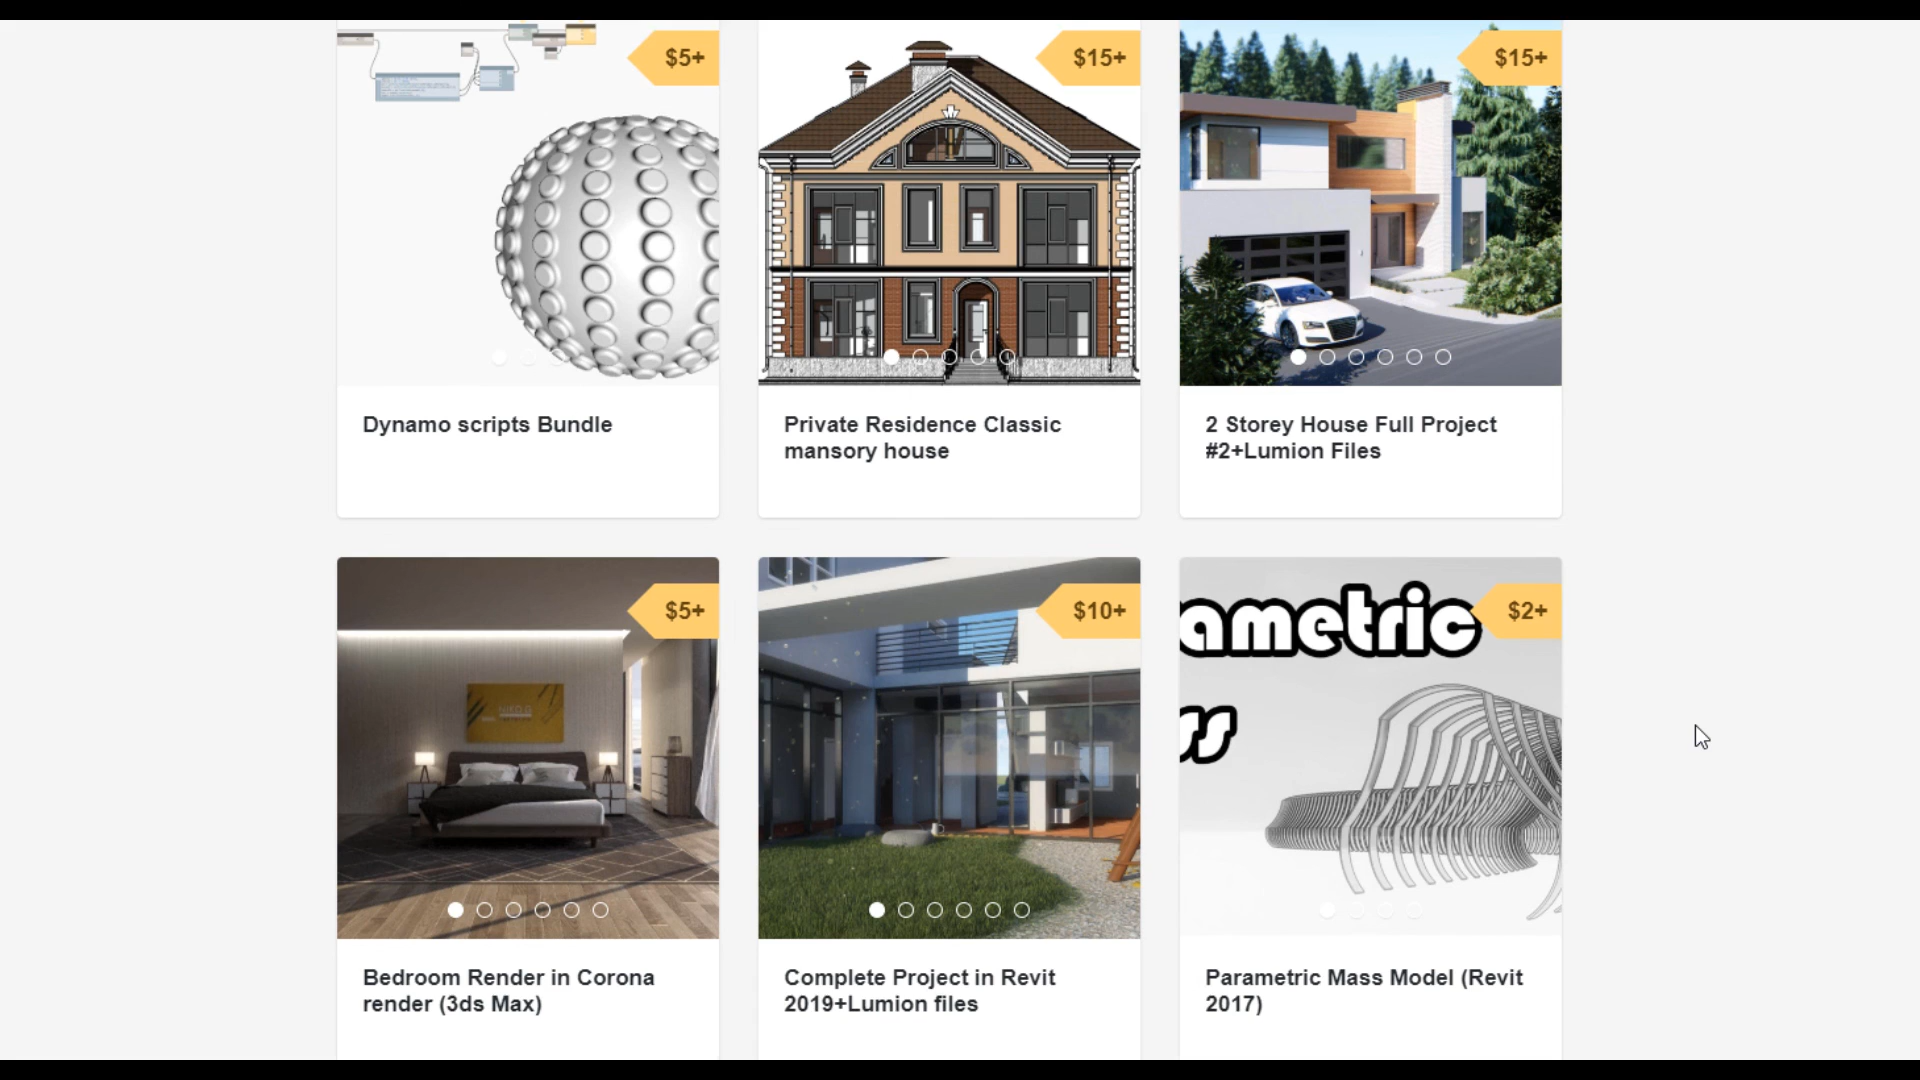 $5+
$15+
$15+
Dynamo scripts Bundle
Private Residence Classic
mansory house
2 Storey House Full Project
#2+Lumion Files
$5+
$10+
ametric
ss
$2+
Bedroom Render in Corona
render (3ds Max)
Complete Project in Revit
2019+Lumion files
Parametric Mass Model (Revit
2017)